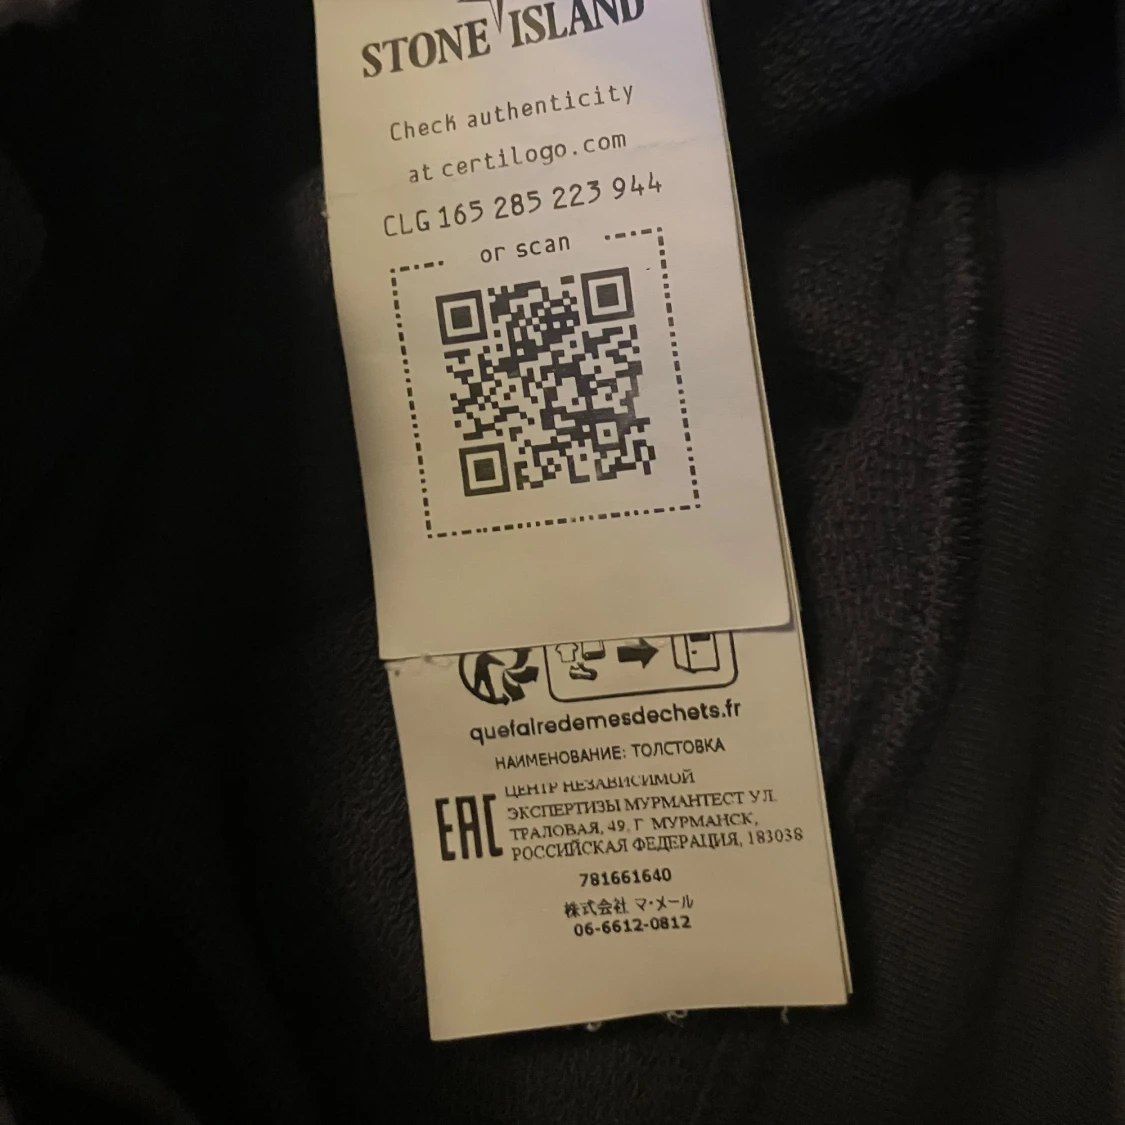 STONE ISLAND
Check authenticity
at certilogo.com
CLG 165 285 223 944
or scan
quefairedemesdechets.fr
НАИМЕНОВАНИЕ: ТОЛСТОВКА
ЦЕНТР НЕЗАВИСИМОЙ
ЭКСПЕРТИЗЫ МУРМАНТЕСТ УЛ.
ТРАЛОВАЯ, 49, Г МУРМАНСК,
РОССИЙСКАЯ ФЕДЕРАЦИЯ, 183038
EAC
781661640
株式会社 マ・メール
06-6612-0812